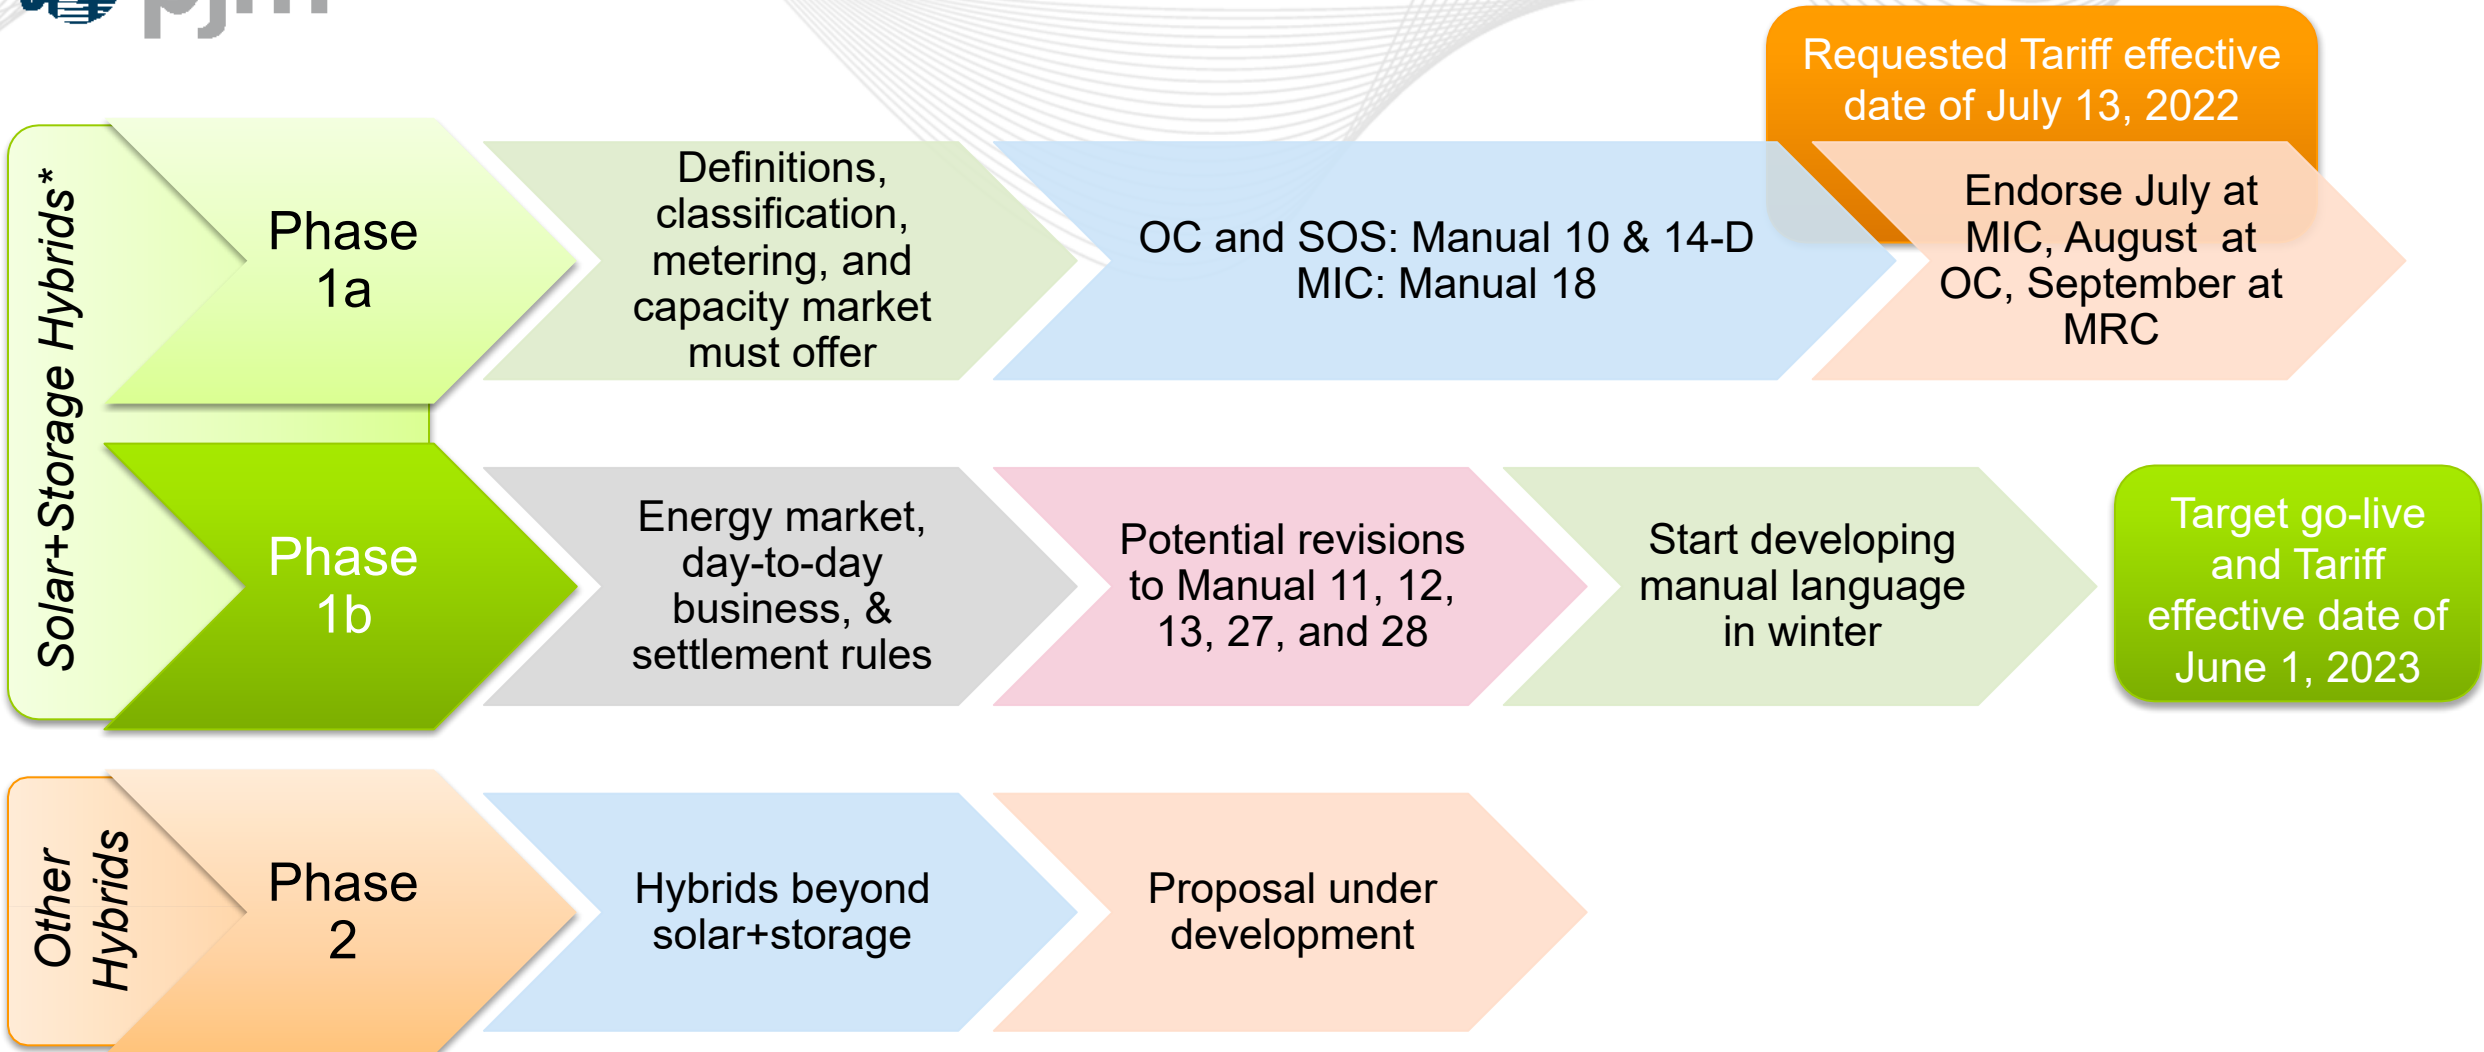 pjm
Requested Tariff effective
date of July 13, 2022
Solar+Storage Hybrids*
Phase
1a
Definitions,
classification,
metering, and
capacity market
must offer
OC and SOS: Manual 10 & 14-D
MIC: Manual 18
Endorse July at
MIC, August at
OC, September at
MRC
Phase
1b
Energy market,
day-to-day
business, &
settlement rules
Potential revisions
to Manual 11, 12,
13, 27, and 28
Start developing
manual language
in winter
Target go-live
and Tariff
effective date of
June 1, 2023
Other
Hybrids
Phase
2
Hybrids beyond
solar+storage
Proposal under
development